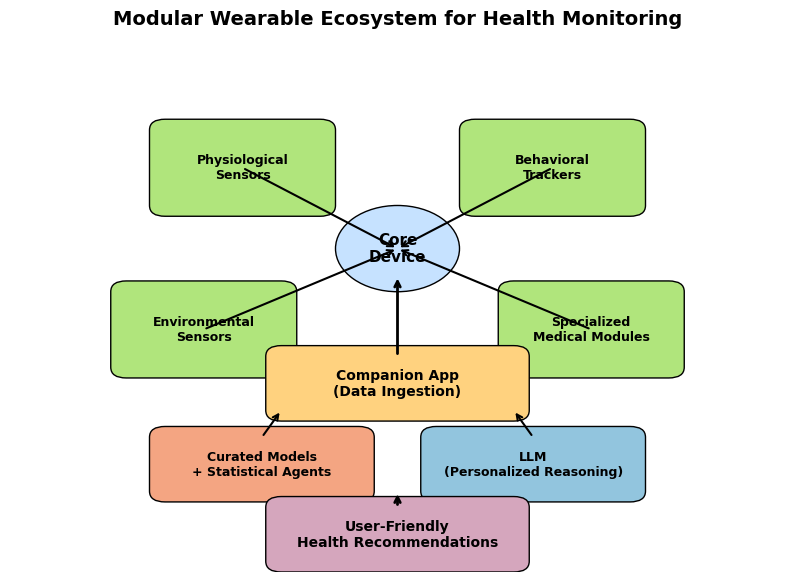 Modular Wearable Ecosystem for Health Monitoring
Physiological
Sensors
Behavioral
Trackers
Core
Device
Environmental
Sensors
Specialized
Medical Modules
Companion App
(Data Ingestion)
Curated Models
+ Statistical Agents
LLM
(Personalized Reasoning)
User-Friendly
Health Recommendations